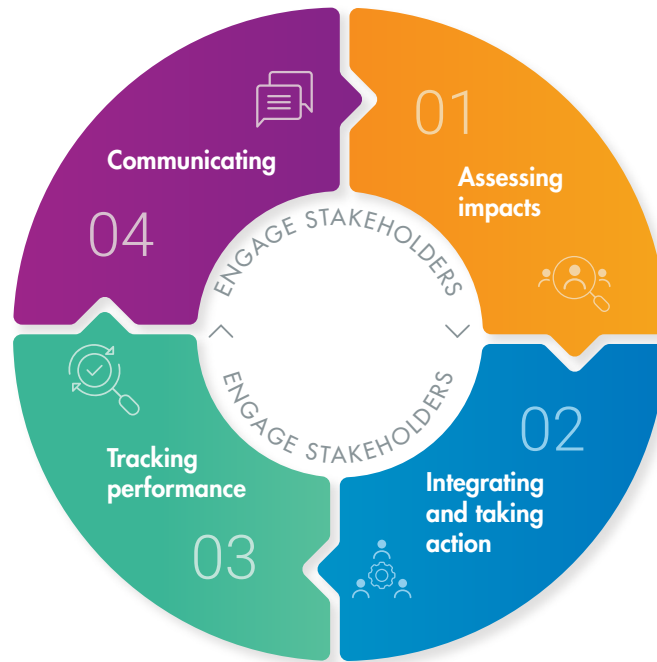 01
Assessing
impacts
02
Integrating
and taking
action
03
Tracking
performance
04
Communicating
ENGAGE STAKEHOLDERS
ENGAGE STAKEHOLDERS